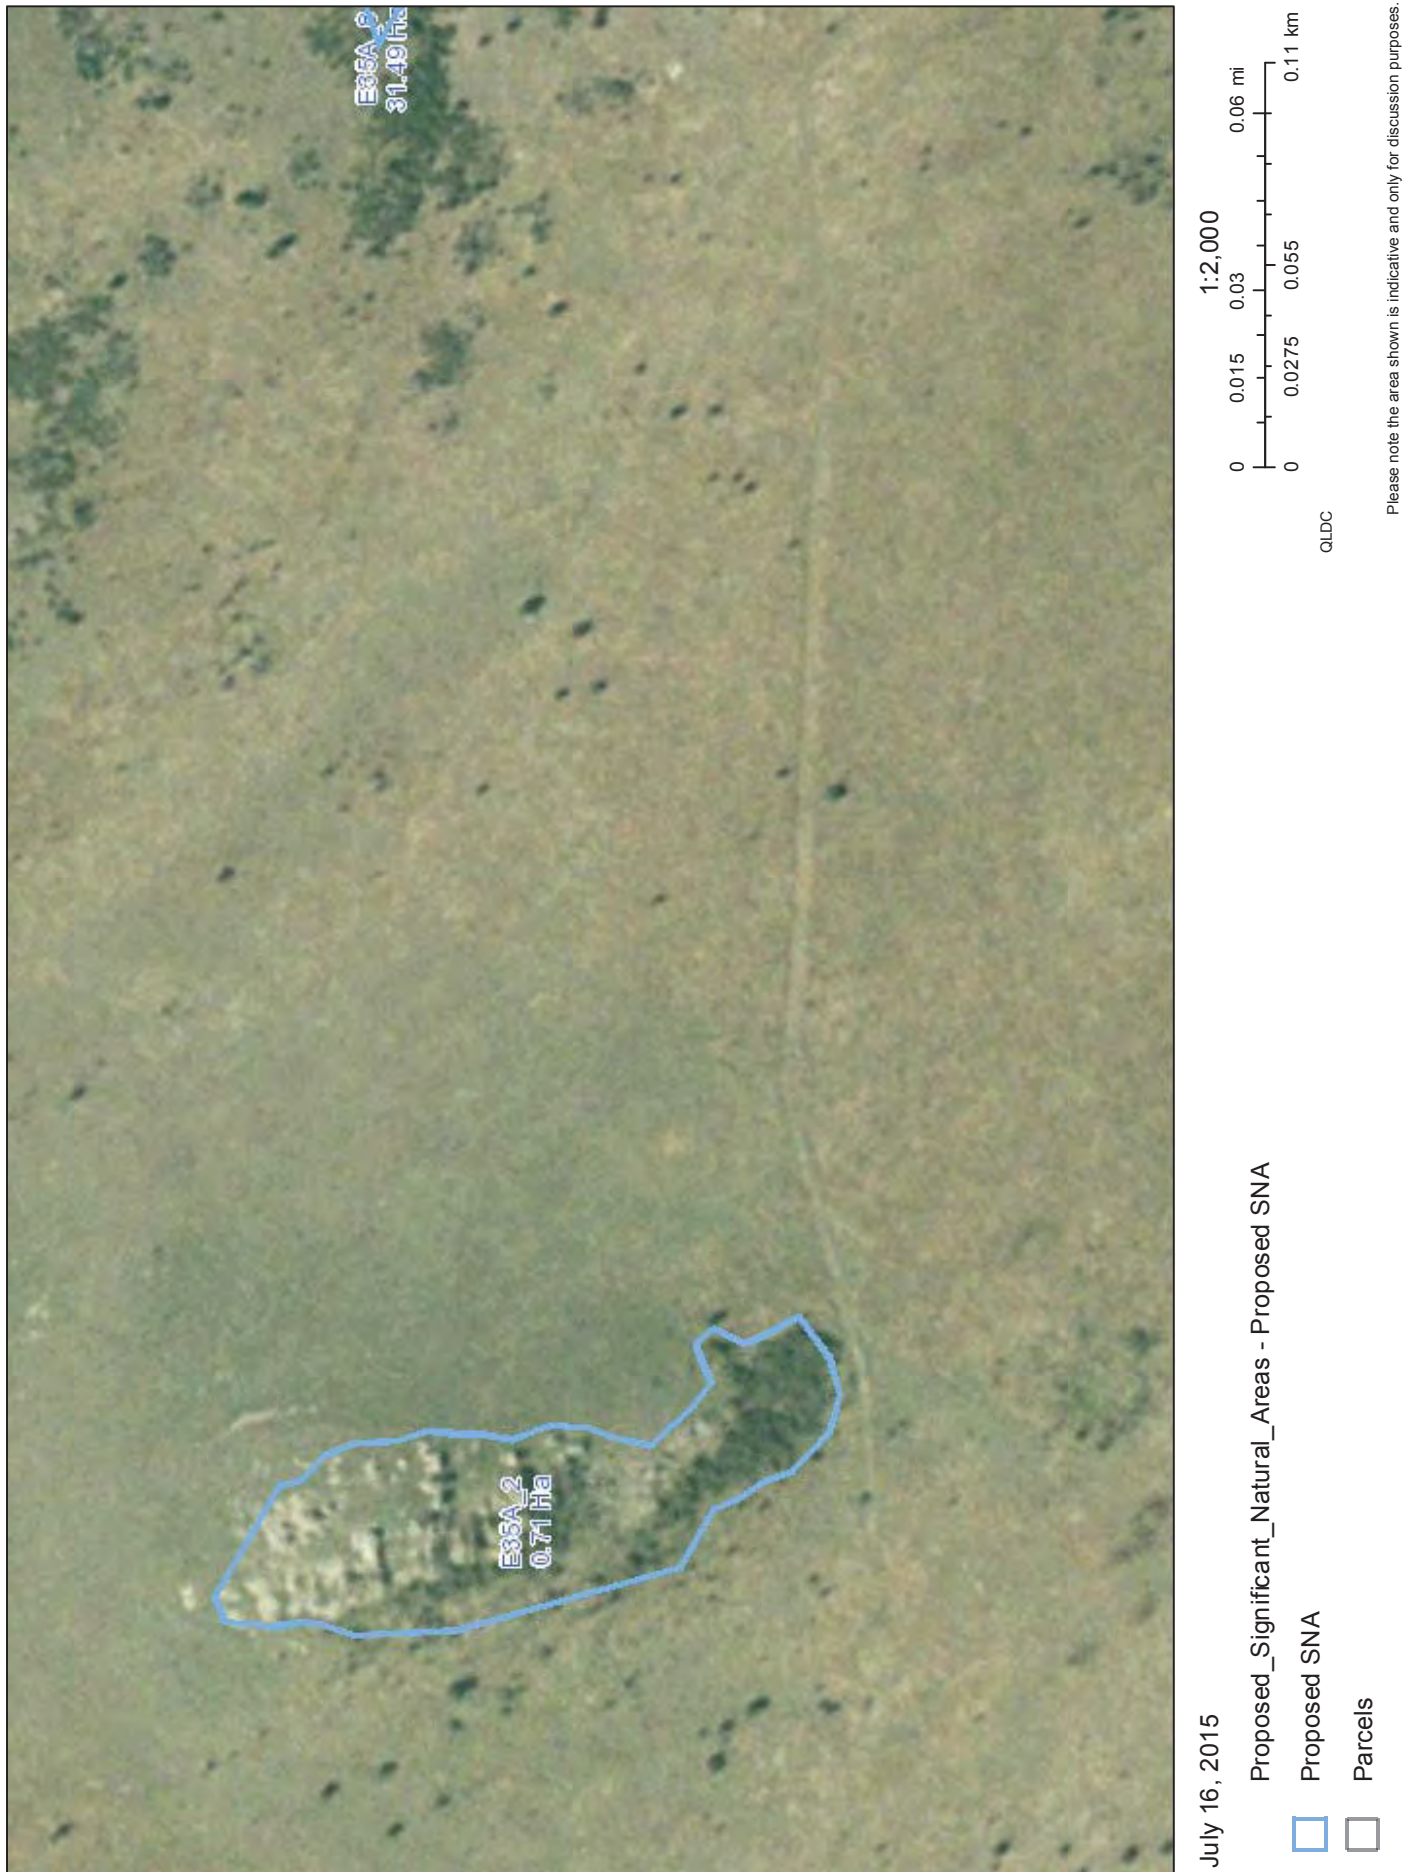 E35A_2
0.71 Ha
31.49 Ha
July 16, 2015
Proposed_Significant_Natural_Areas - Proposed SNA
Proposed SNA
Parcels
1:2,000
0 0.015 0.03 0.06 mi
0 0.0275 0.055 0.11 km
QLDC
Please note the area shown is indicative and only for discussion purposes.